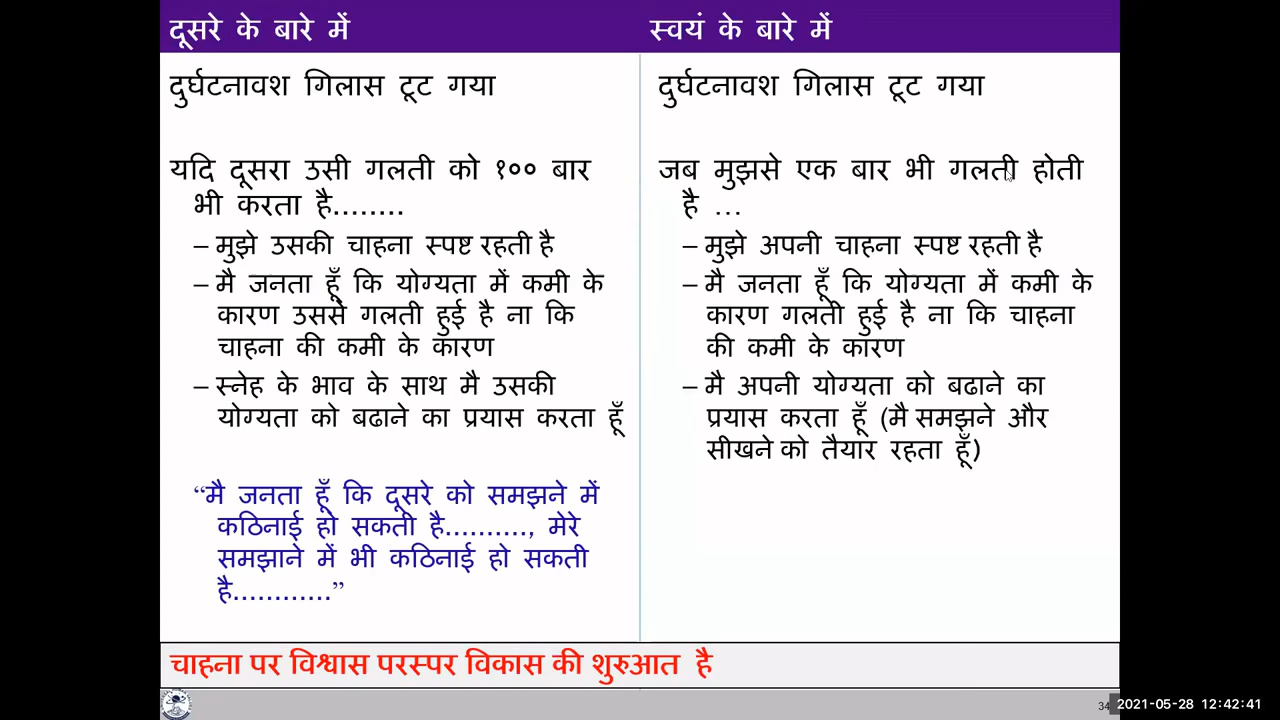 दूसरे के बारे में
दुर्घटनावश गिलास टूट गया
यदि दूसरा उसी गलती को १०० बार
भी करता है........
– मुझे उसकी चाहना स्पष्ट रहती है
– मै जनता हूँ कि योग्यता में कमी के
कारण उससे गलती हुई है ना कि
चाहना की कमी के कारण
– स्नेह के भाव के साथ मै उसकी
योग्यता को बढाने का प्रयास करता हूँ
“मै जनता हूँ कि दूसरे को समझने में
कठिनाई हो सकती है.........., मेरे
समझाने में भी कठिनाई हो सकती
है............”
स्वयं के बारे में
दुर्घटनावश गिलास टूट गया
जब मुझसे एक बार भी गलती होती
है ...
– मुझे अपनी चाहना स्पष्ट रहती है
– मै जनता हूँ कि योग्यता में कमी के
कारण गलती हुई है ना कि चाहना
की कमी के कारण
– मै अपनी योग्यता को बढाने का
प्रयास करता हूँ (मै समझने और
सीखने को तैयार रहता हूँ)
चाहना पर विश्वास परस्पर विकास की शुरुआत है
34
2021-05-28 12:42:41